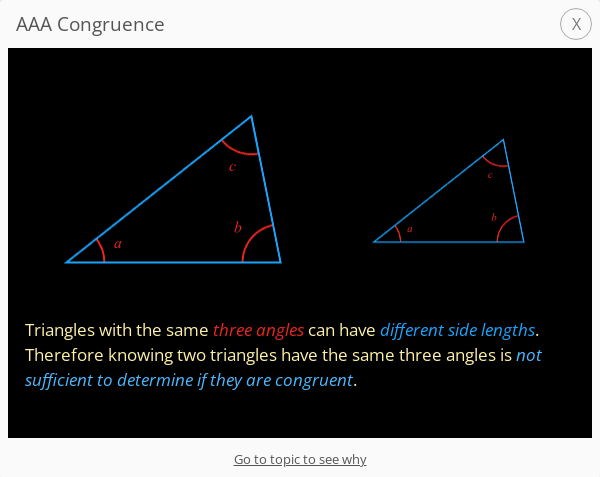 AAA Congruence
X
c
a
b
c
a
b
Triangles with the same three angles can have different side lengths.
Therefore knowing two triangles have the same three angles is not
sufficient to determine if they are congruent.
Go to topic to see why